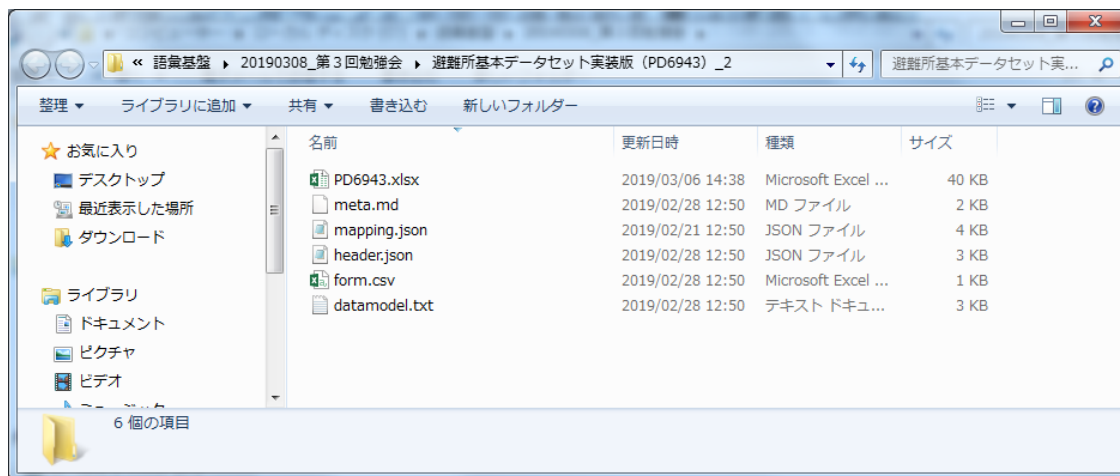 « 語彙基盤 ▸ 20190308_第3回勉強会 ▸ 避難所基本データセット実装版（PD6943）_2
避難所基本データセット実...
整理 ライブラリに追加 共有 書き込む 新しいフォルダー
お気に入り
デスクトップ
最近表示した場所
ダウンロード
ライブラリ
ドキュメント
ピクチャ
ビデオ
名前 更新日時 種類 サイズ
PD6943.xlsx 2019/03/06 14:38 Microsoft Excel ... 40 KB
meta.md 2019/02/28 12:50 MD ファイル 2 KB
mapping.json 2019/02/21 12:50 JSON ファイル 4 KB
header.json 2019/02/28 12:50 JSON ファイル 3 KB
form.csv 2019/02/28 12:50 Microsoft Excel ... 1 KB
datamodel.txt 2019/02/28 12:50 テキスト ドキュ... 3 KB
6 個の項目